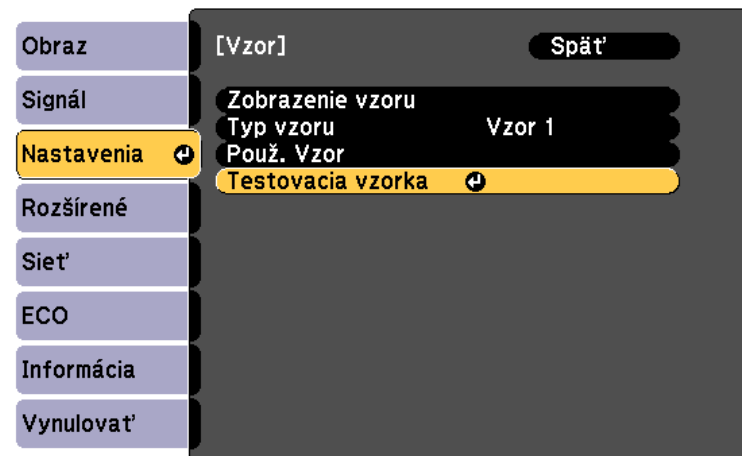 Obraz
Signál
Nastavenia
Rozšírené
Sieť
ECO
Informácia
Vynulovať
[Vzor] Späť
Zobrazenie vzoru
Typ vzoru Vzor 1
Použ. Vzor
Testovacia vzorka